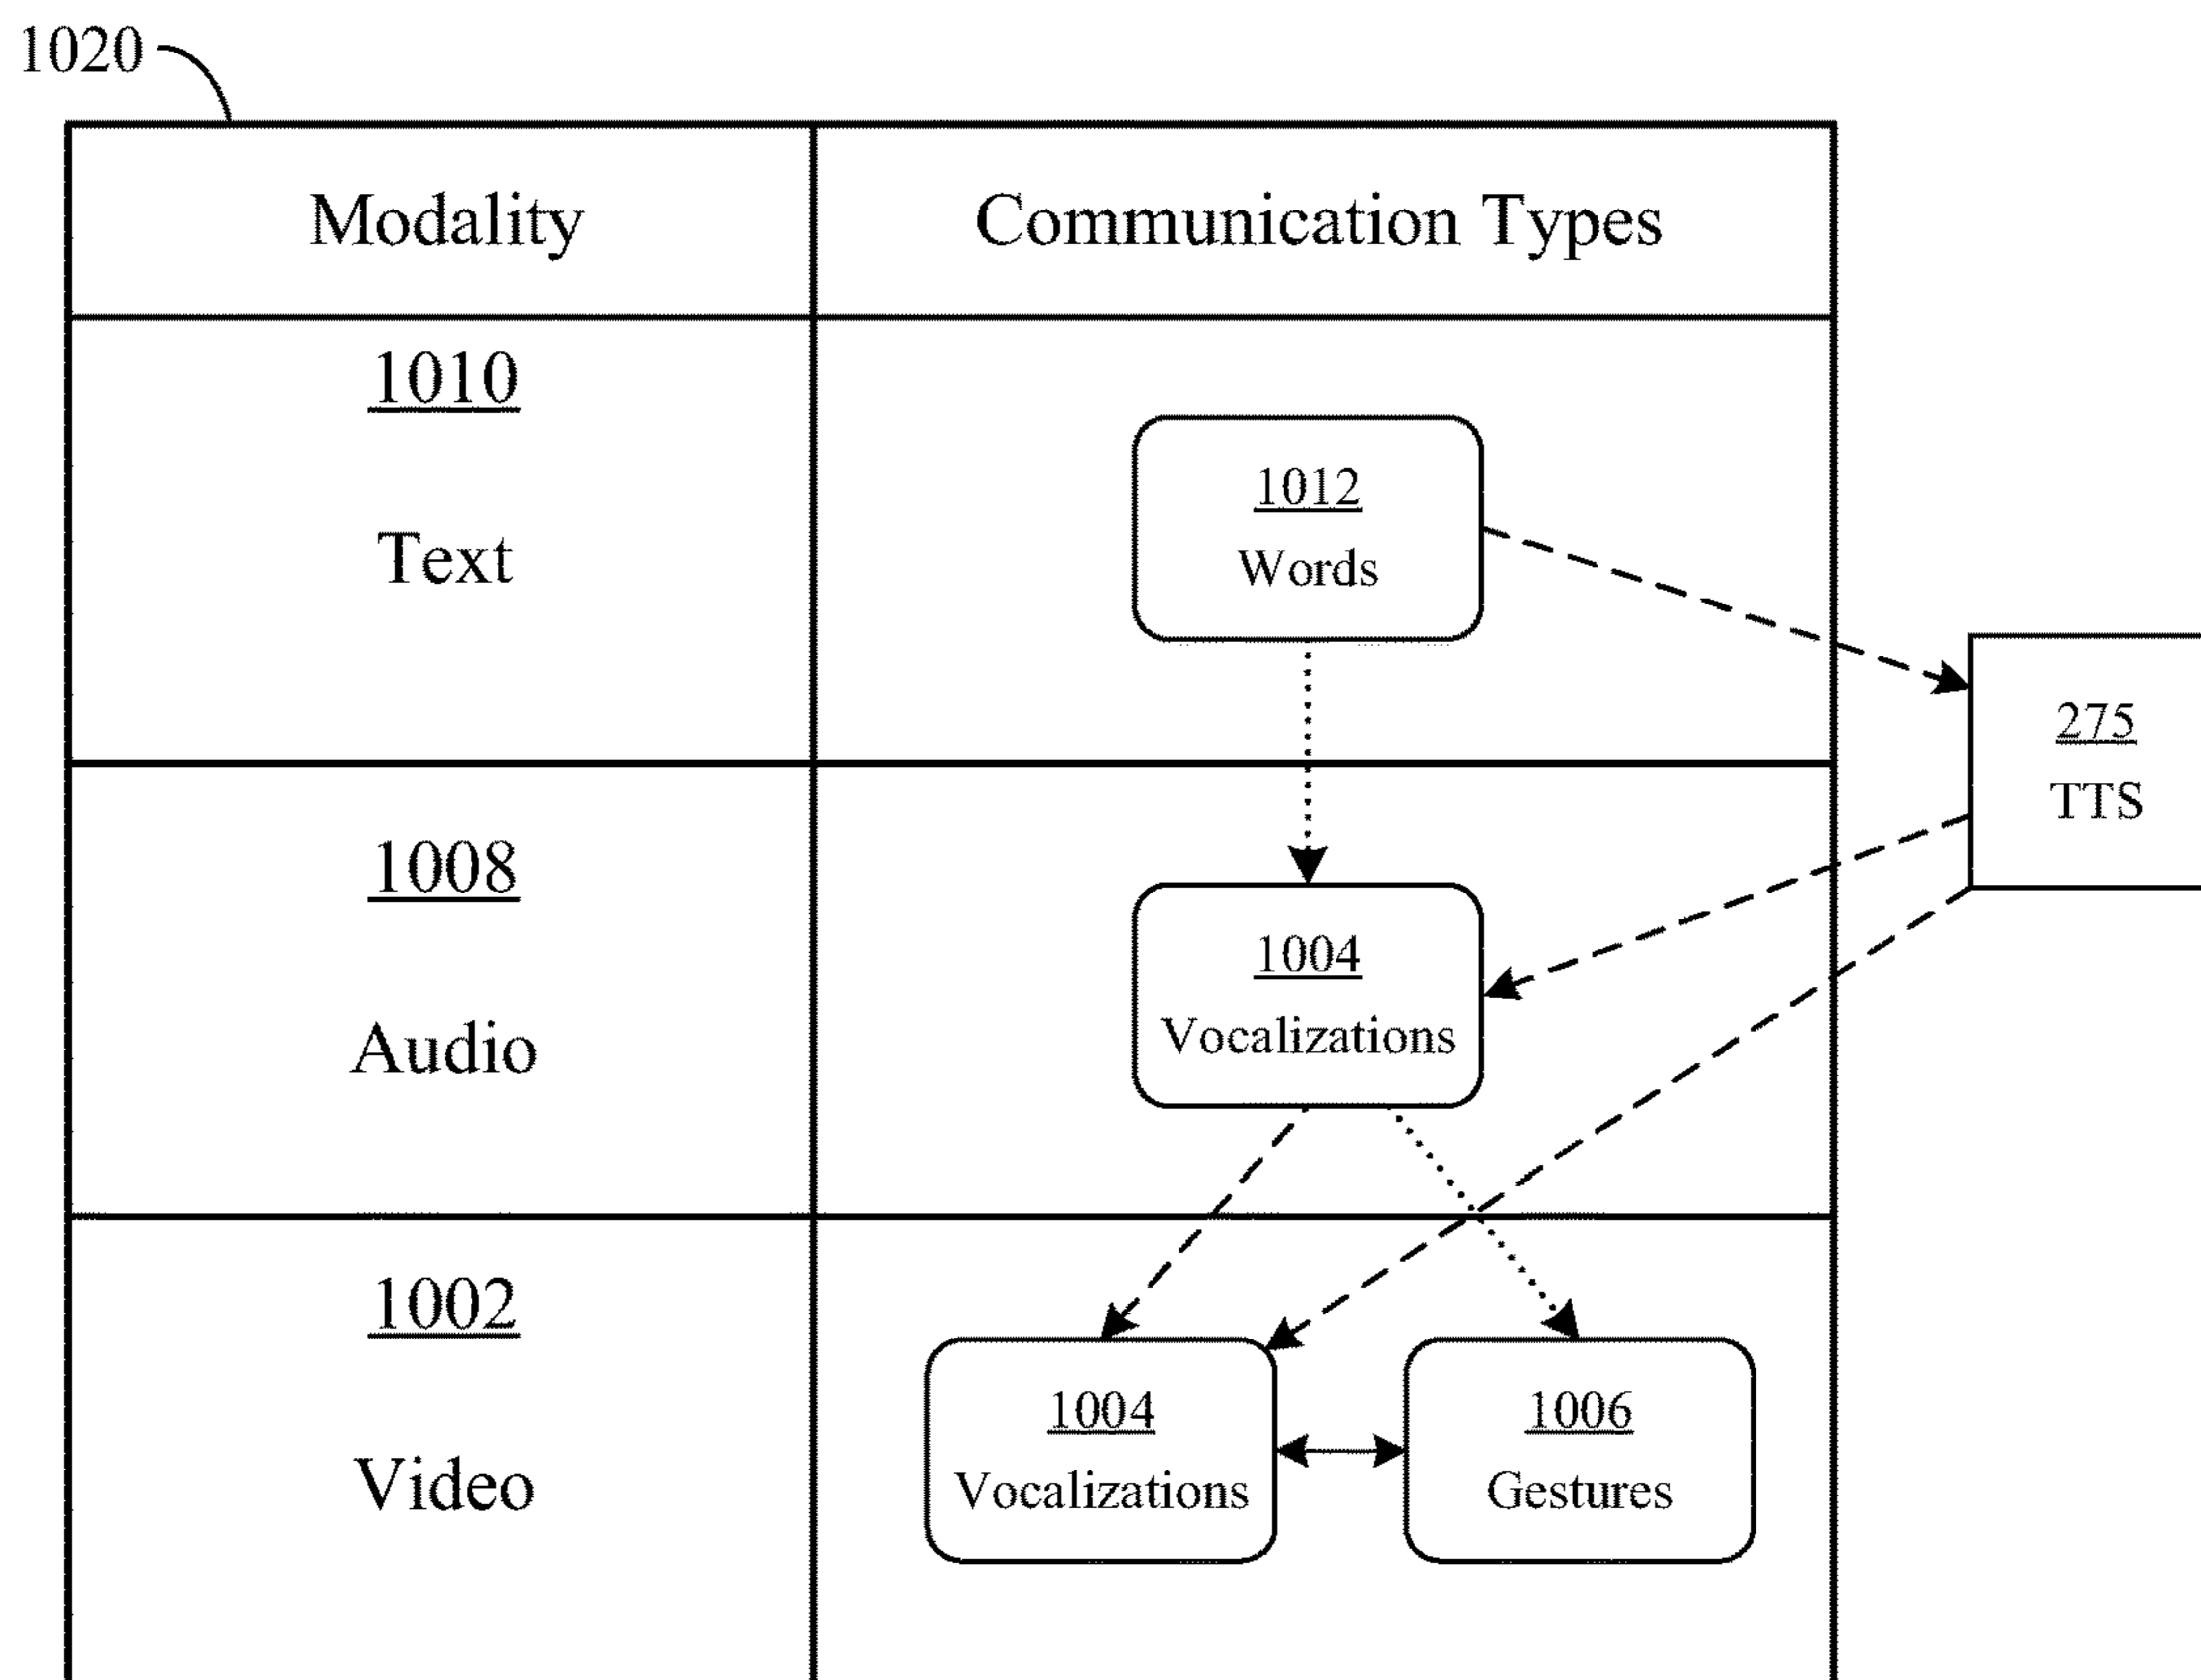 1020
Modality
Communication Types
1010
Text
1012
Words
275
TTS
1008
Audio
1004
Vocalizations
1002
Video
1004
Vocalizations
1006
Gestures